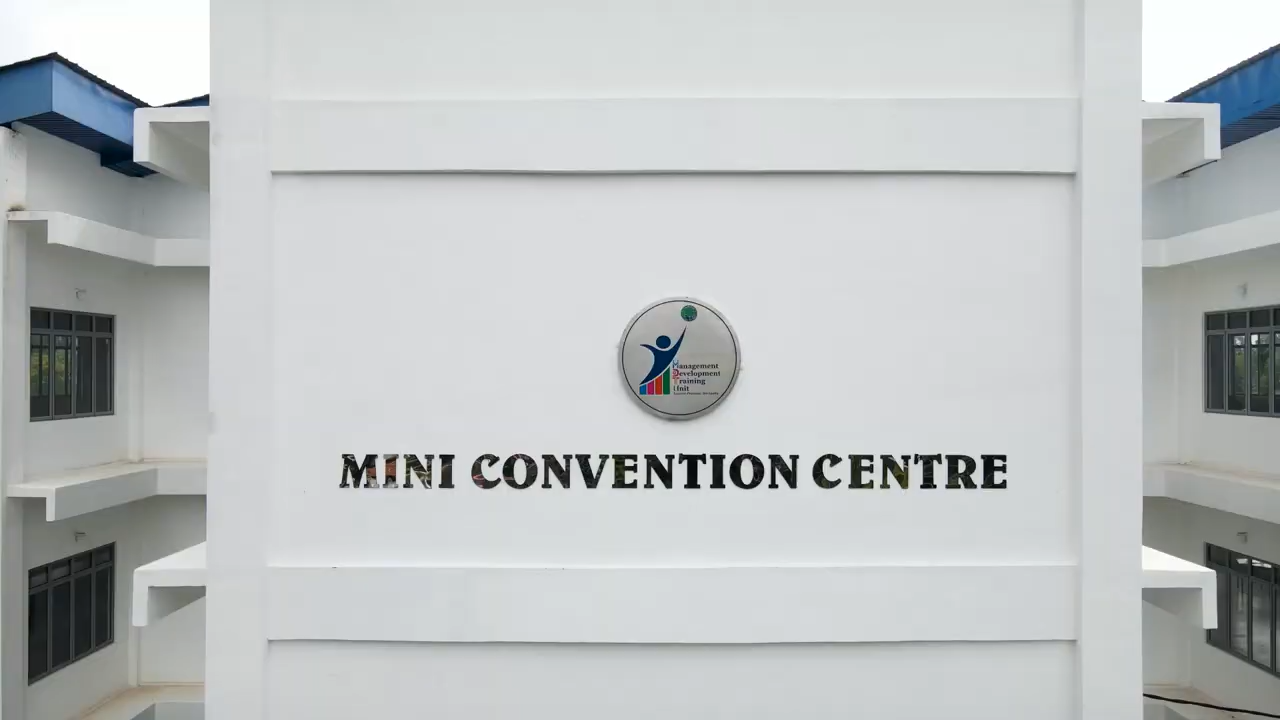 Management
Development
Training
Unit
MINI CONVENTION CENTRE